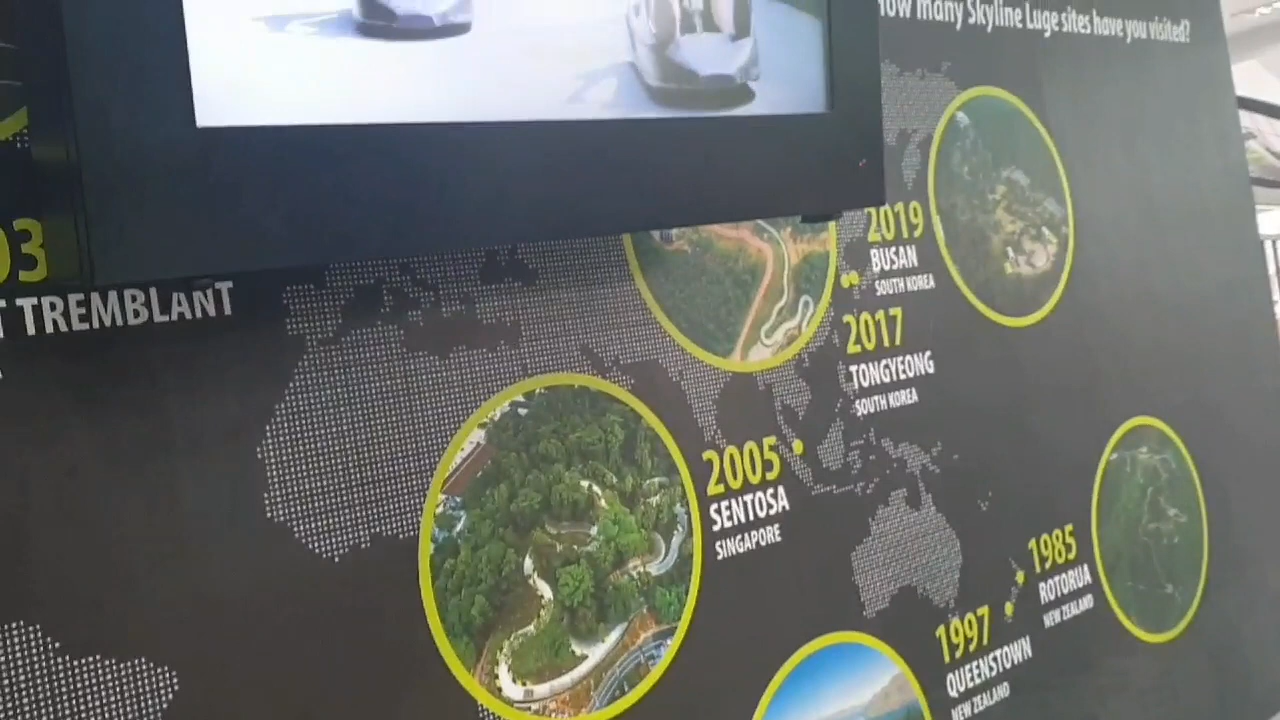 How many Skyline Luge sites have you visited?
03
T TREMBLANT
2019
BUSAN
SOUTH KOREA
2017
TONGYEONG
SOUTH KOREA
2005
SENTOSA
SINGAPORE
1985
ROTORUA
NEW ZEALAND
1997
QUEENSTOWN
NEW ZEALAND